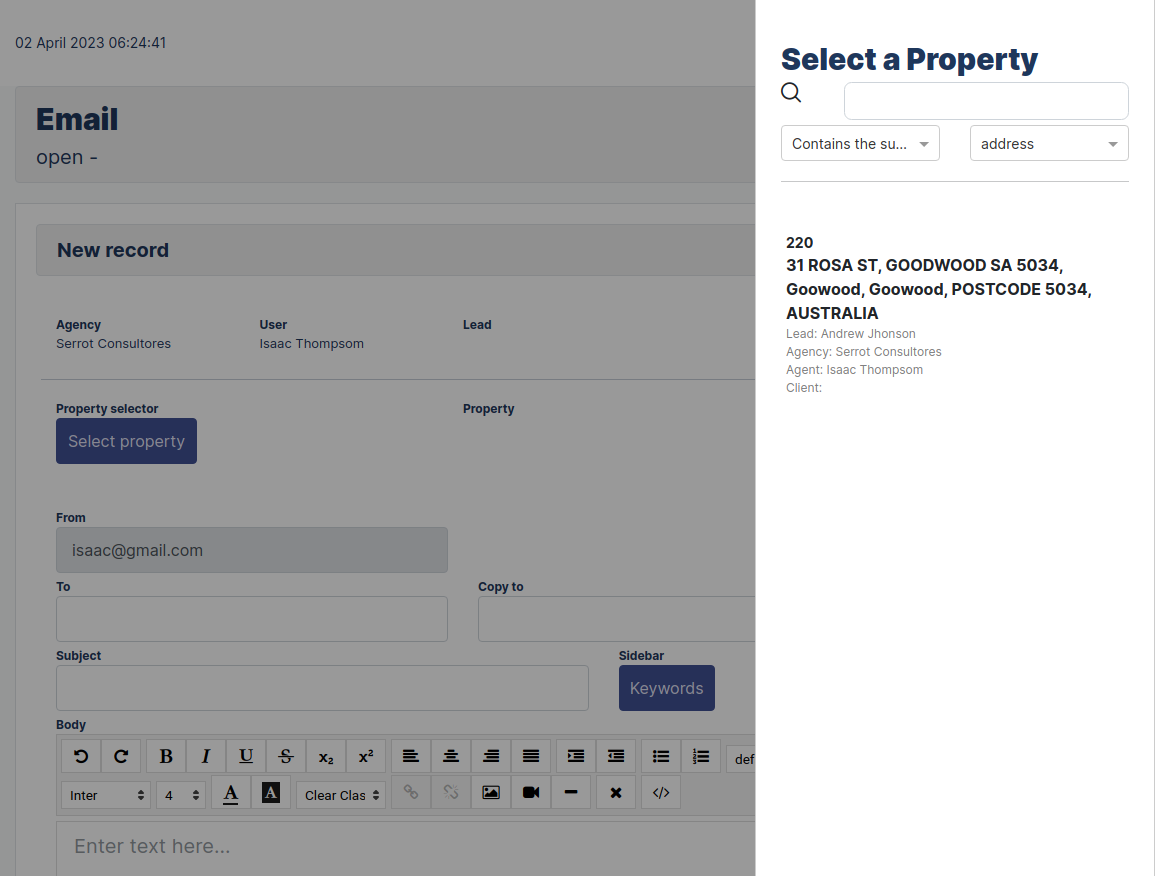 02 April 2023 06:24:41
Email
open -
New record
Agency
User
Lead
Serrot Consultores
Isaac Thompsom
Property selector
Property
Select property
From
isaac@gmail.com
To
Copy to
Subject
Sidebar
Keywords
Body
B I U S x₂ x²
def
Inter
4
A
A
Clear Clas
</>
Enter text here...
Select a Property
Contains the su...
address
220
31 ROSA ST, GOODWOOD SA 5034,
Goowood, Goowood, POSTCODE 5034,
AUSTRALIA
Lead: Andrew Jhonson
Agency: Serrot Consultores
Agent: Isaac Thompsom
Client: